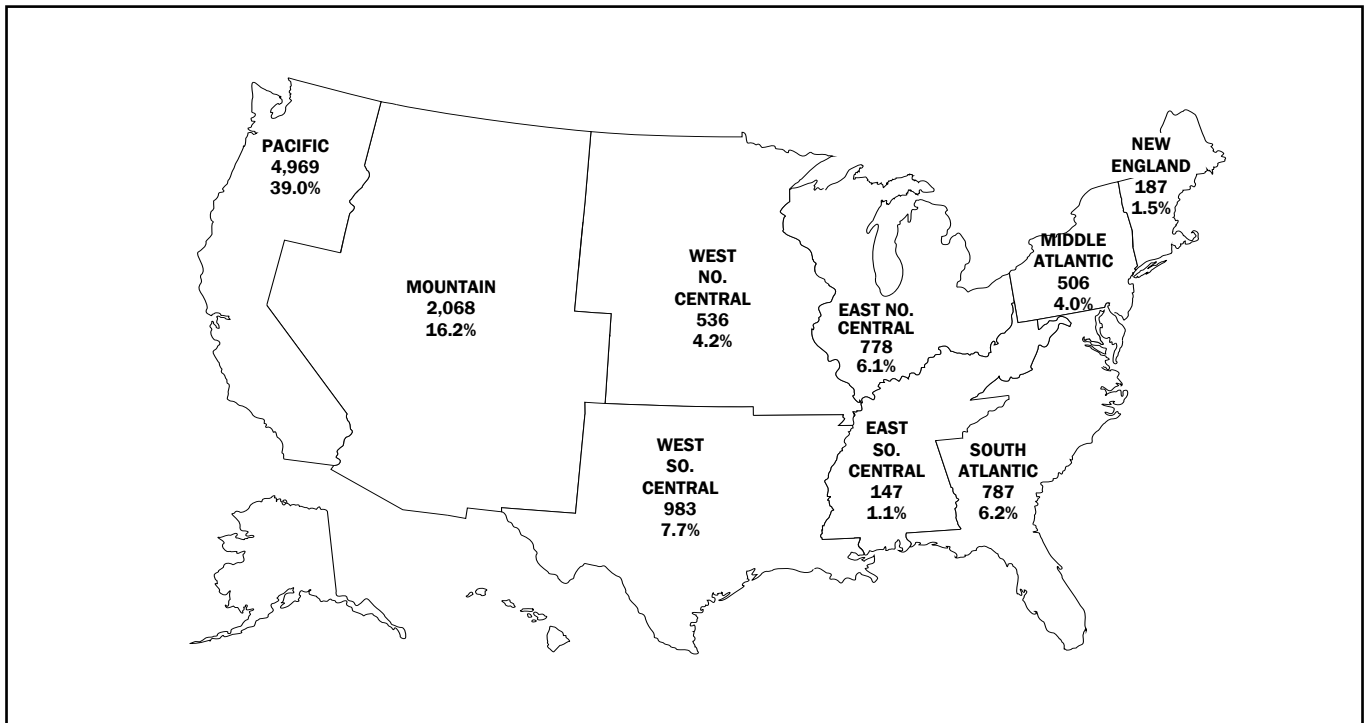 PACIFIC
4,969
39.0%
MOUNTAIN
2,068
16.2%
WEST
NO.
CENTRAL
536
4.2%
EAST NO.
CENTRAL
778
6.1%
MIDDLE
ATLANTIC
506
4.0%
NEW
ENGLAND
187
1.5%
WEST
SO.
CENTRAL
983
7.7%
EAST
SO.
CENTRAL
147
1.1%
SOUTH
ATLANTIC
787
6.2%